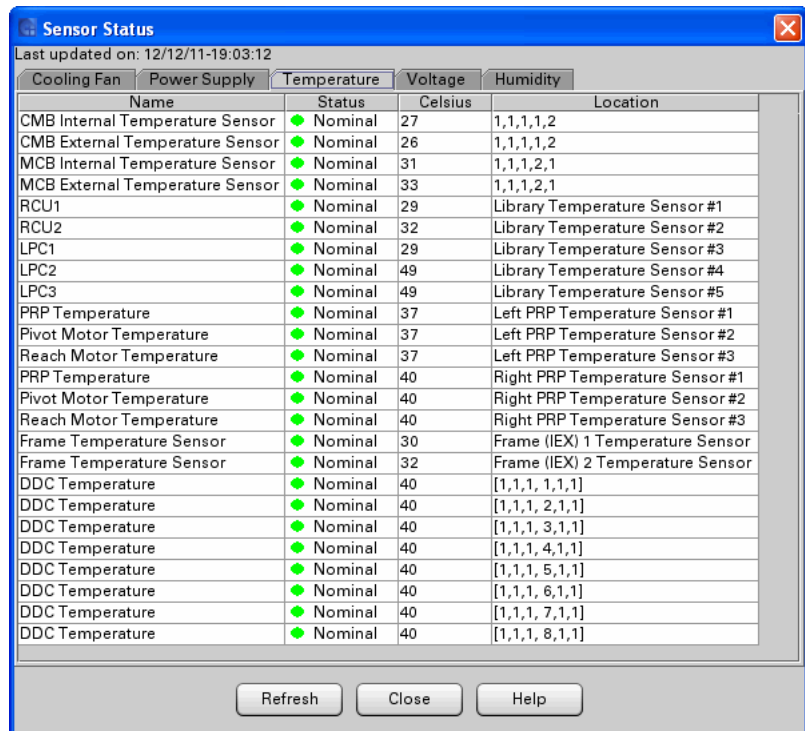 Sensor Status
Last updated on: 12/12/11-19:03:12
Cooling Fan Power Supply Temperature Voltage Humidity
Name Status Celsius Location
CMB Internal Temperature Sensor Nominal 27 1,1,1,1,2
CMB External Temperature Sensor Nominal 26 1,1,1,1,2
MCB Internal Temperature Sensor Nominal 31 1,1,1,2,1
MCB External Temperature Sensor Nominal 33 1,1,1,2,1
RCU1 Nominal 29 Library Temperature Sensor #1
RCU2 Nominal 32 Library Temperature Sensor #2
LPC1 Nominal 29 Library Temperature Sensor #3
LPC2 Nominal 49 Library Temperature Sensor #4
LPC3 Nominal 49 Library Temperature Sensor #5
PRP Temperature Nominal 37 Left PRP Temperature Sensor #1
Pivot Motor Temperature Nominal 37 Left PRP Temperature Sensor #2
Reach Motor Temperature Nominal 37 Left PRP Temperature Sensor #3
PRP Temperature Nominal 40 Right PRP Temperature Sensor #1
Pivot Motor Temperature Nominal 40 Right PRP Temperature Sensor #2
Reach Motor Temperature Nominal 40 Right PRP Temperature Sensor #3
Frame Temperature Sensor Nominal 30 Frame (IEX) 1 Temperature Sensor
Frame Temperature Sensor Nominal 32 Frame (IEX) 2 Temperature Sensor
DDC Temperature Nominal 40 [1,1,1, 1,1,1]
DDC Temperature Nominal 40 [1,1,1, 2,1,1]
DDC Temperature Nominal 40 [1,1,1, 3,1,1]
DDC Temperature Nominal 40 [1,1,1, 4,1,1]
DDC Temperature Nominal 40 [1,1,1, 5,1,1]
DDC Temperature Nominal 40 [1,1,1, 6,1,1]
DDC Temperature Nominal 40 [1,1,1, 7,1,1]
DDC Temperature Nominal 40 [1,1,1, 8,1,1]
Refresh Close Help